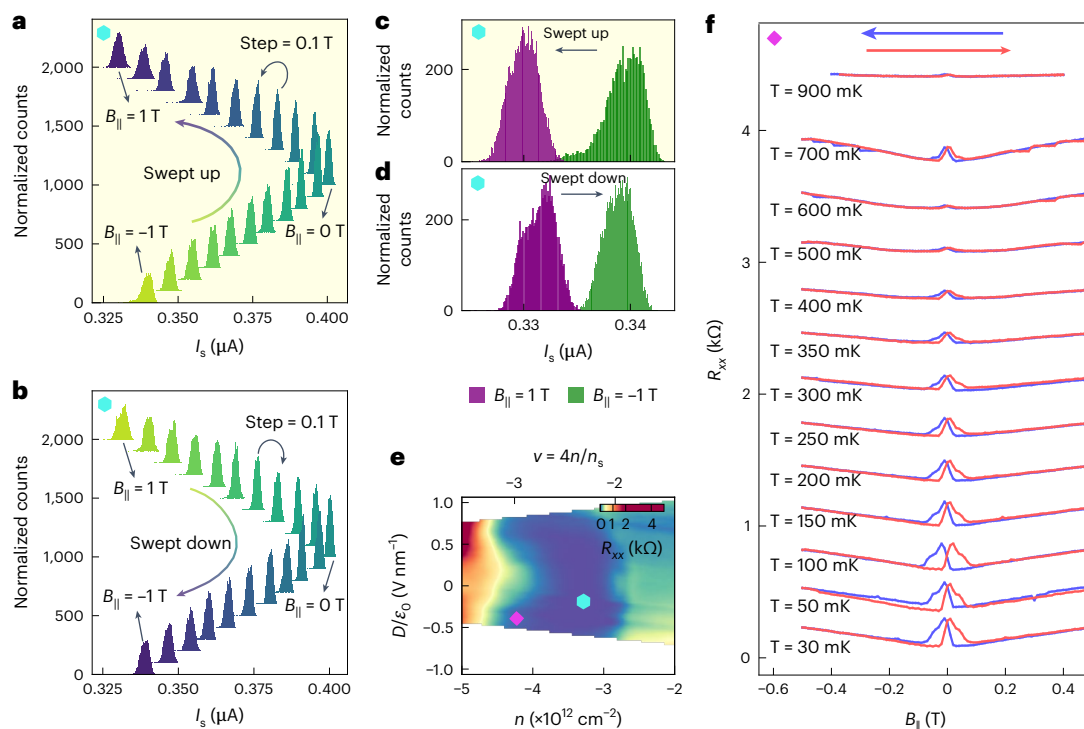 a
Normalized counts
2,000
1,500
1,000
500
0
Step = 0.1 T
B|| = 1 T
Swept up
B|| = –1 T
B|| = 0 T
0.325
0.350
0.375
0.400
Is (μA)
b
Normalized counts
2,000
1,500
1,000
500
0
Step = 0.1 T
B|| = 1 T
Swept down
B|| = –1 T
B|| = 0 T
0.325
0.350
0.375
0.400
Is (μA)
c
Normalized
counts
200
0
Swept up
d
Normalized
counts
200
0
Swept down
0.33
0.34
Is (μA)
B|| = 1 T
B|| = –1 T
e
ν = 4n/ns
–3
–2
D/ε0 (V nm–1)
1.0
0.5
0
–0.5
–1.0
0 1 2 4
Rxx (kΩ)
–5
–4
–3
–2
n (×10^12 cm–2)
f
Rxx (kΩ)
4
3
2
1
0
T = 900 mK
T = 700 mK
T = 600 mK
T = 500 mK
T = 400 mK
T = 350 mK
T = 300 mK
T = 250 mK
T = 200 mK
T = 150 mK
T = 100 mK
T = 50 mK
T = 30 mK
–0.6
–0.4
–0.2
0
0.2
0.4
B|| (T)